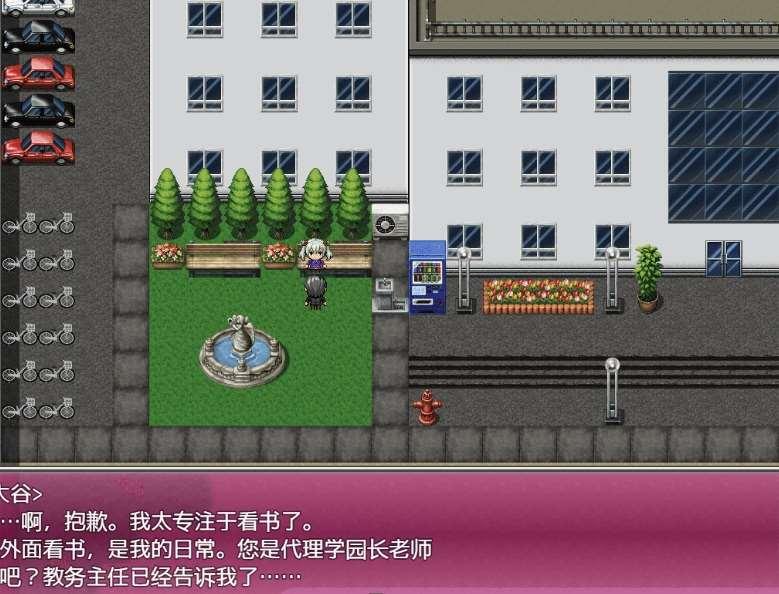 大谷>
…啊，抱歉。我太专注于看书了。
外面看书，是我的日常。您是代理学园长老师
吧？教务主任已经告诉我了……